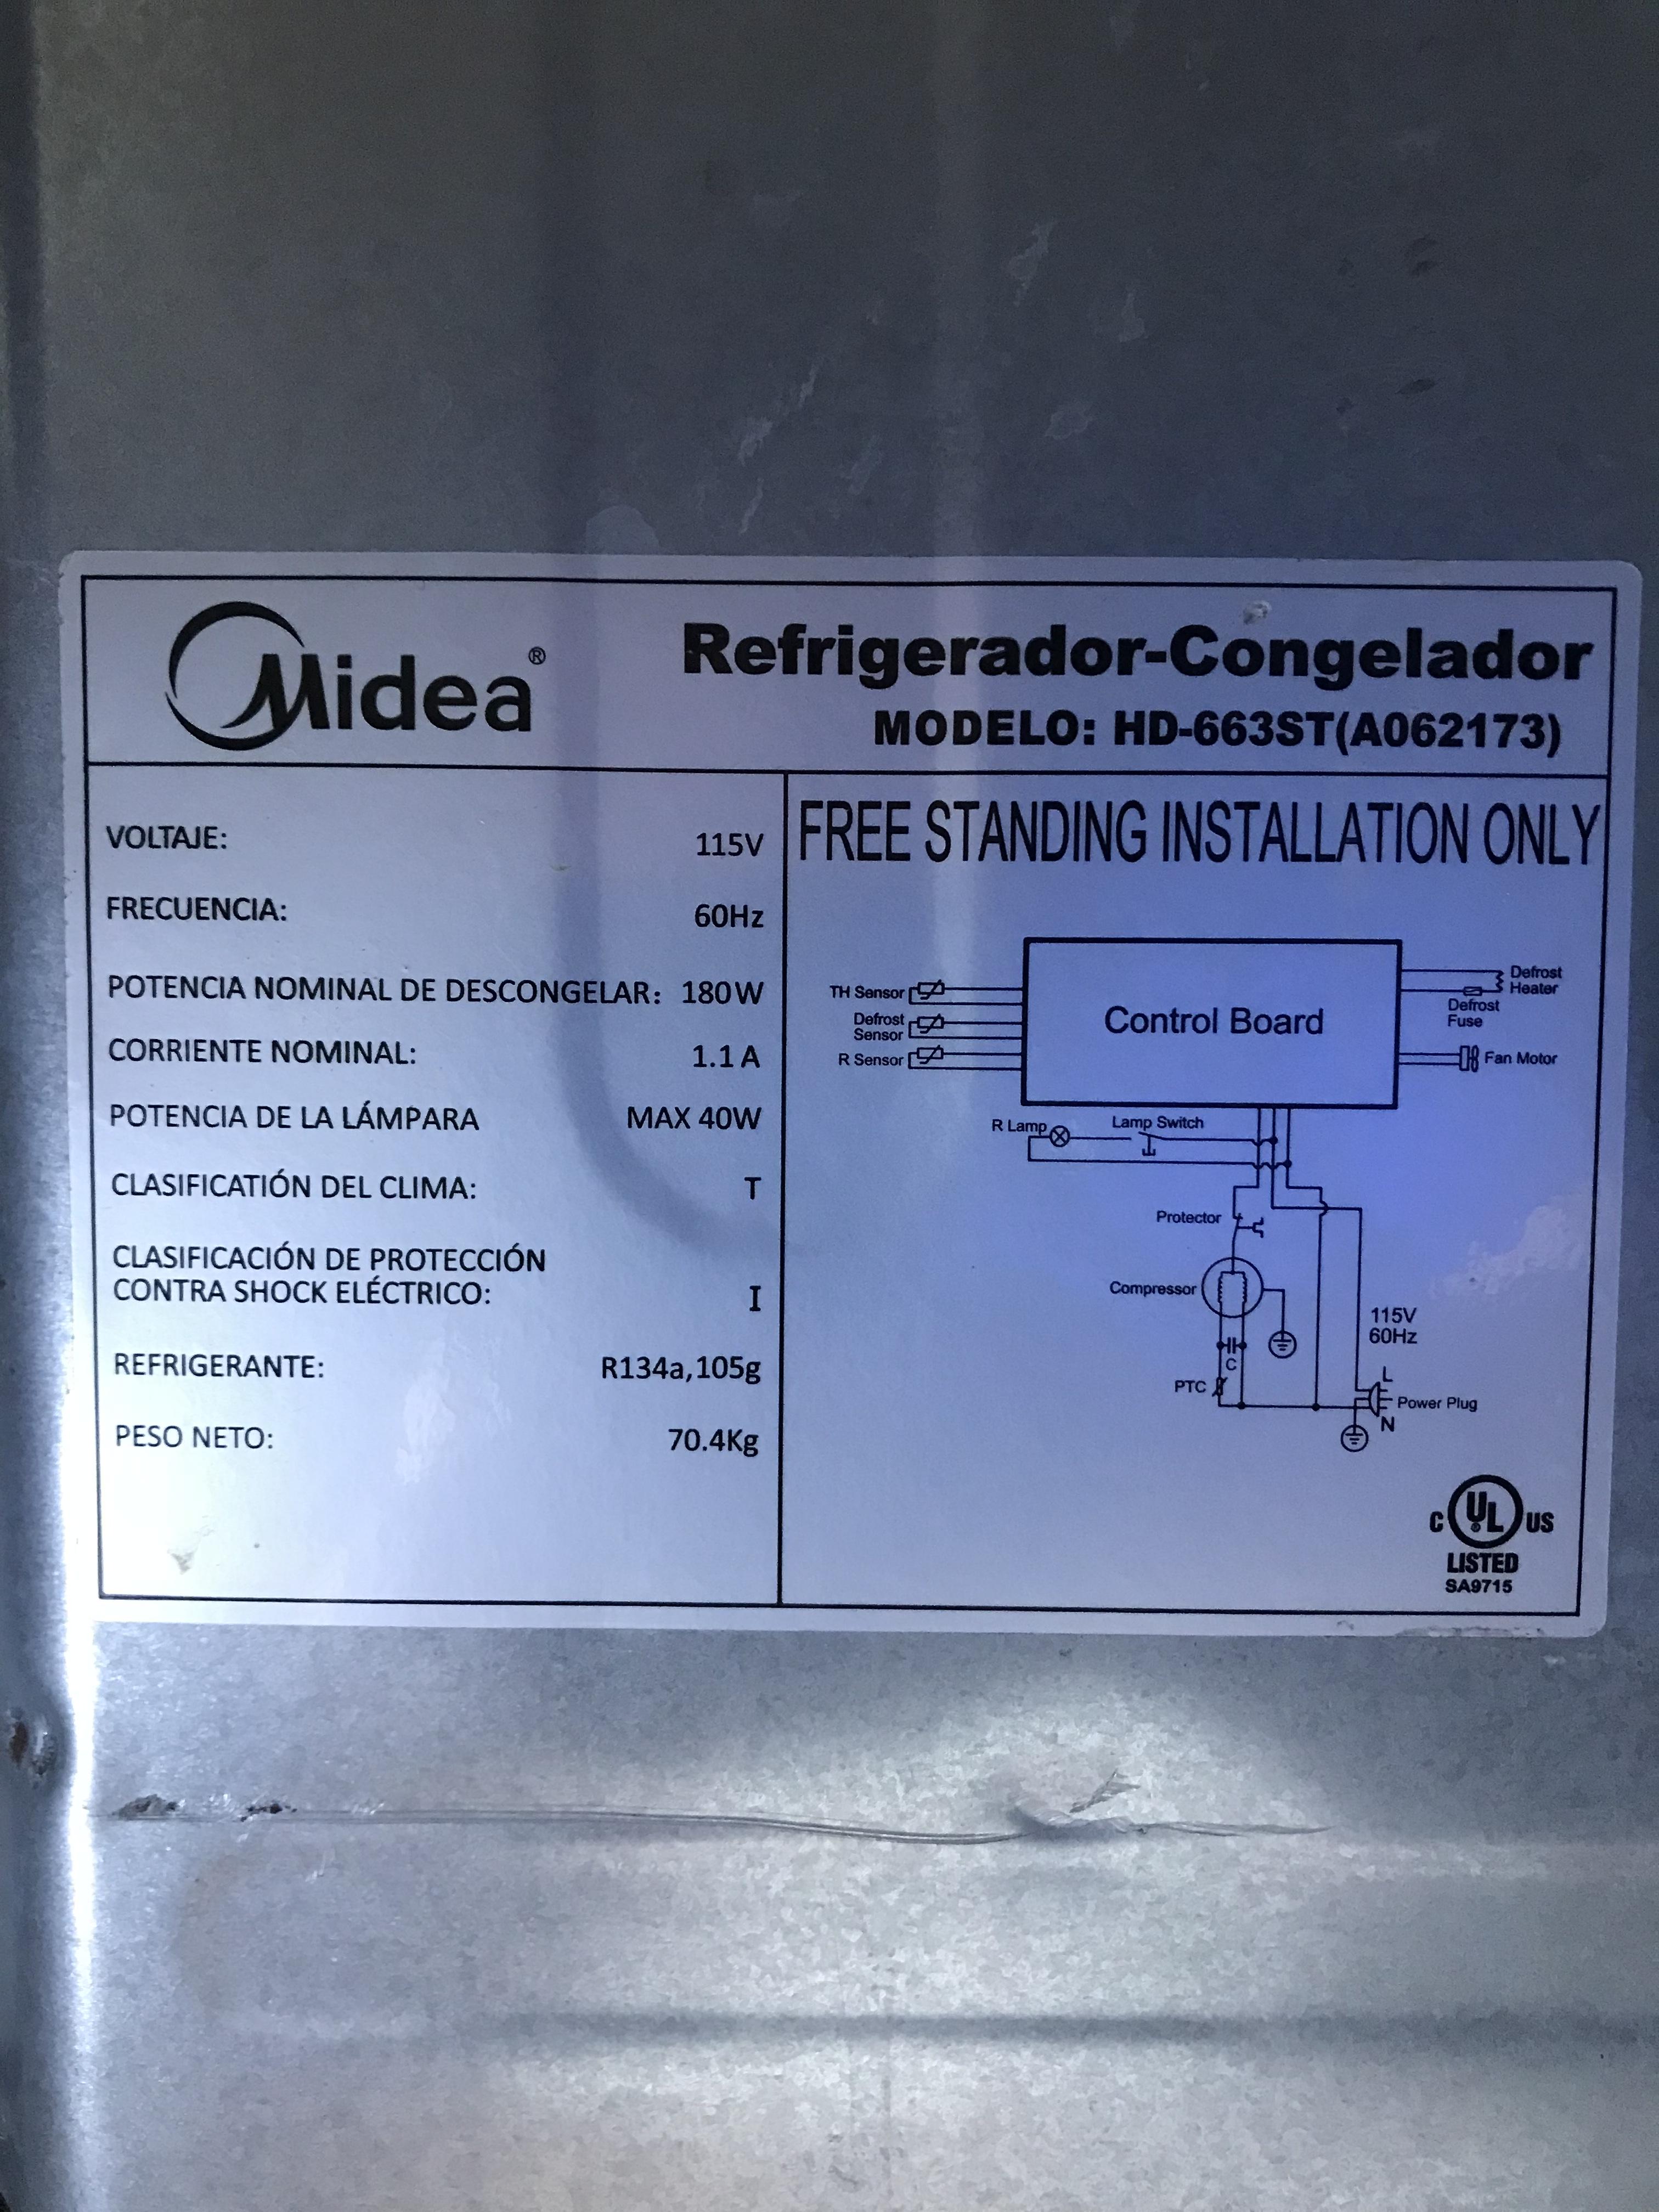 Midea®
Refrigerador-Congelador
MODELO: HD-663ST(A062173)
VOLTAJE: 115V
FRECUENCIA: 60Hz
POTENCIA NOMINAL DE DESCONGELAR: 180W
CORRIENTE NOMINAL: 1.1 A
POTENCIA DE LA LÁMPARA MAX 40W
CLASIFICATIÓN DEL CLIMA: T
CLASIFICACIÓN DE PROTECCIÓN
CONTRA SHOCK ELÉCTRICO: I
REFRIGERANTE: R134a,105g
PESO NETO: 70.4Kg
FREE STANDING INSTALLATION ONLY
TH Sensor
Defrost
Sensor
R Sensor
Control Board
Defrost
Heater
Defrost
Fuse
Fan Motor
R Lamp
Lamp Switch
Protector
Compressor
C
PTC
115V
60Hz
L
Power Plug
N
C UL® US
LISTED
SA9715